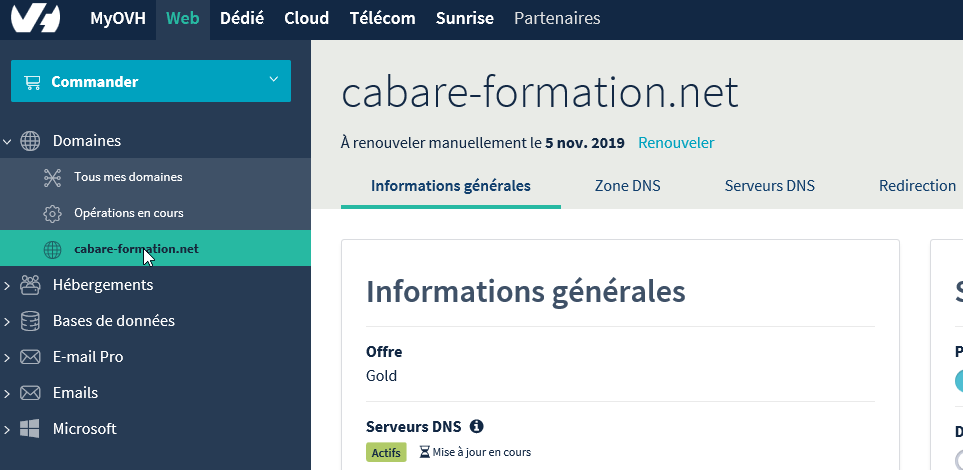 MyOVH Web Dédié Cloud Télécom Sunrise Partenaires
Commander
Domaines
Tous mes domaines
Opérations en cours
cabare-formation.net
Hébergements
Bases de données
E-mail Pro
Emails
Microsoft
cabare-formation.net
À renouveler manuellement le 5 nov. 2019 Renouveler
Informations générales Zone DNS Serveurs DNS Redirection
Informations générales
Offre
Gold
Serveurs DNS
Actifs Mise à jour en cours